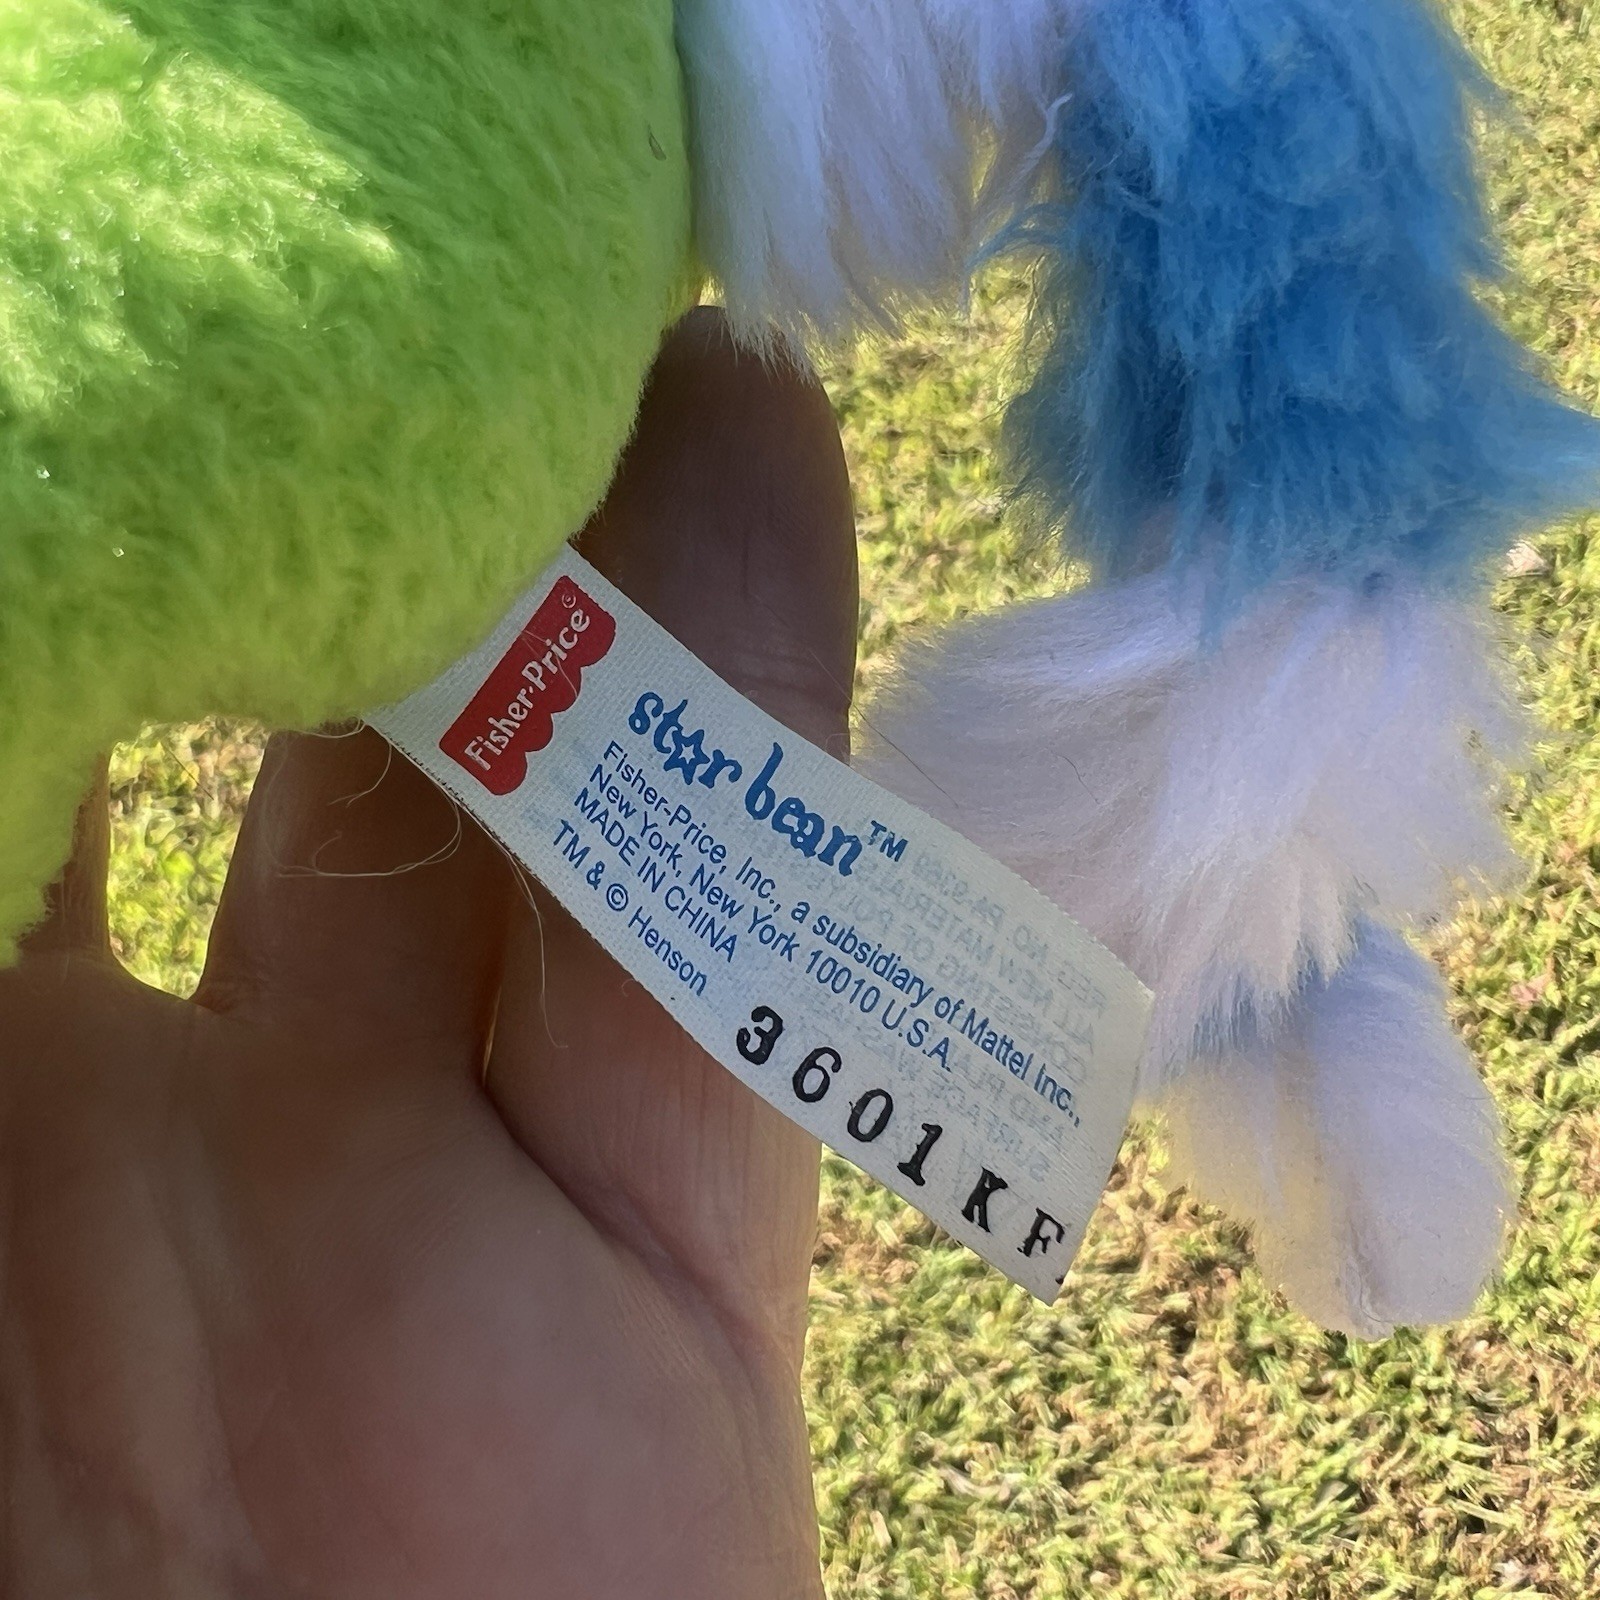 Fisher-Price®
star bean™
Fisher-Price, Inc., a subsidiary of Mattel Inc.,
New York, New York 10010 U.S.A.
MADE IN CHINA
TM & © Henson
3601KF